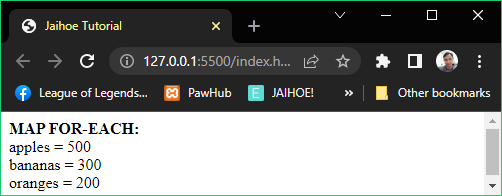 Jaihoe Tutorial
127.0.0.1:5500/index.h...
League of Legends... PawHub JAIHOE! » Other bookmarks
MAP FOR-EACH:
apples = 500
bananas = 300
oranges = 200